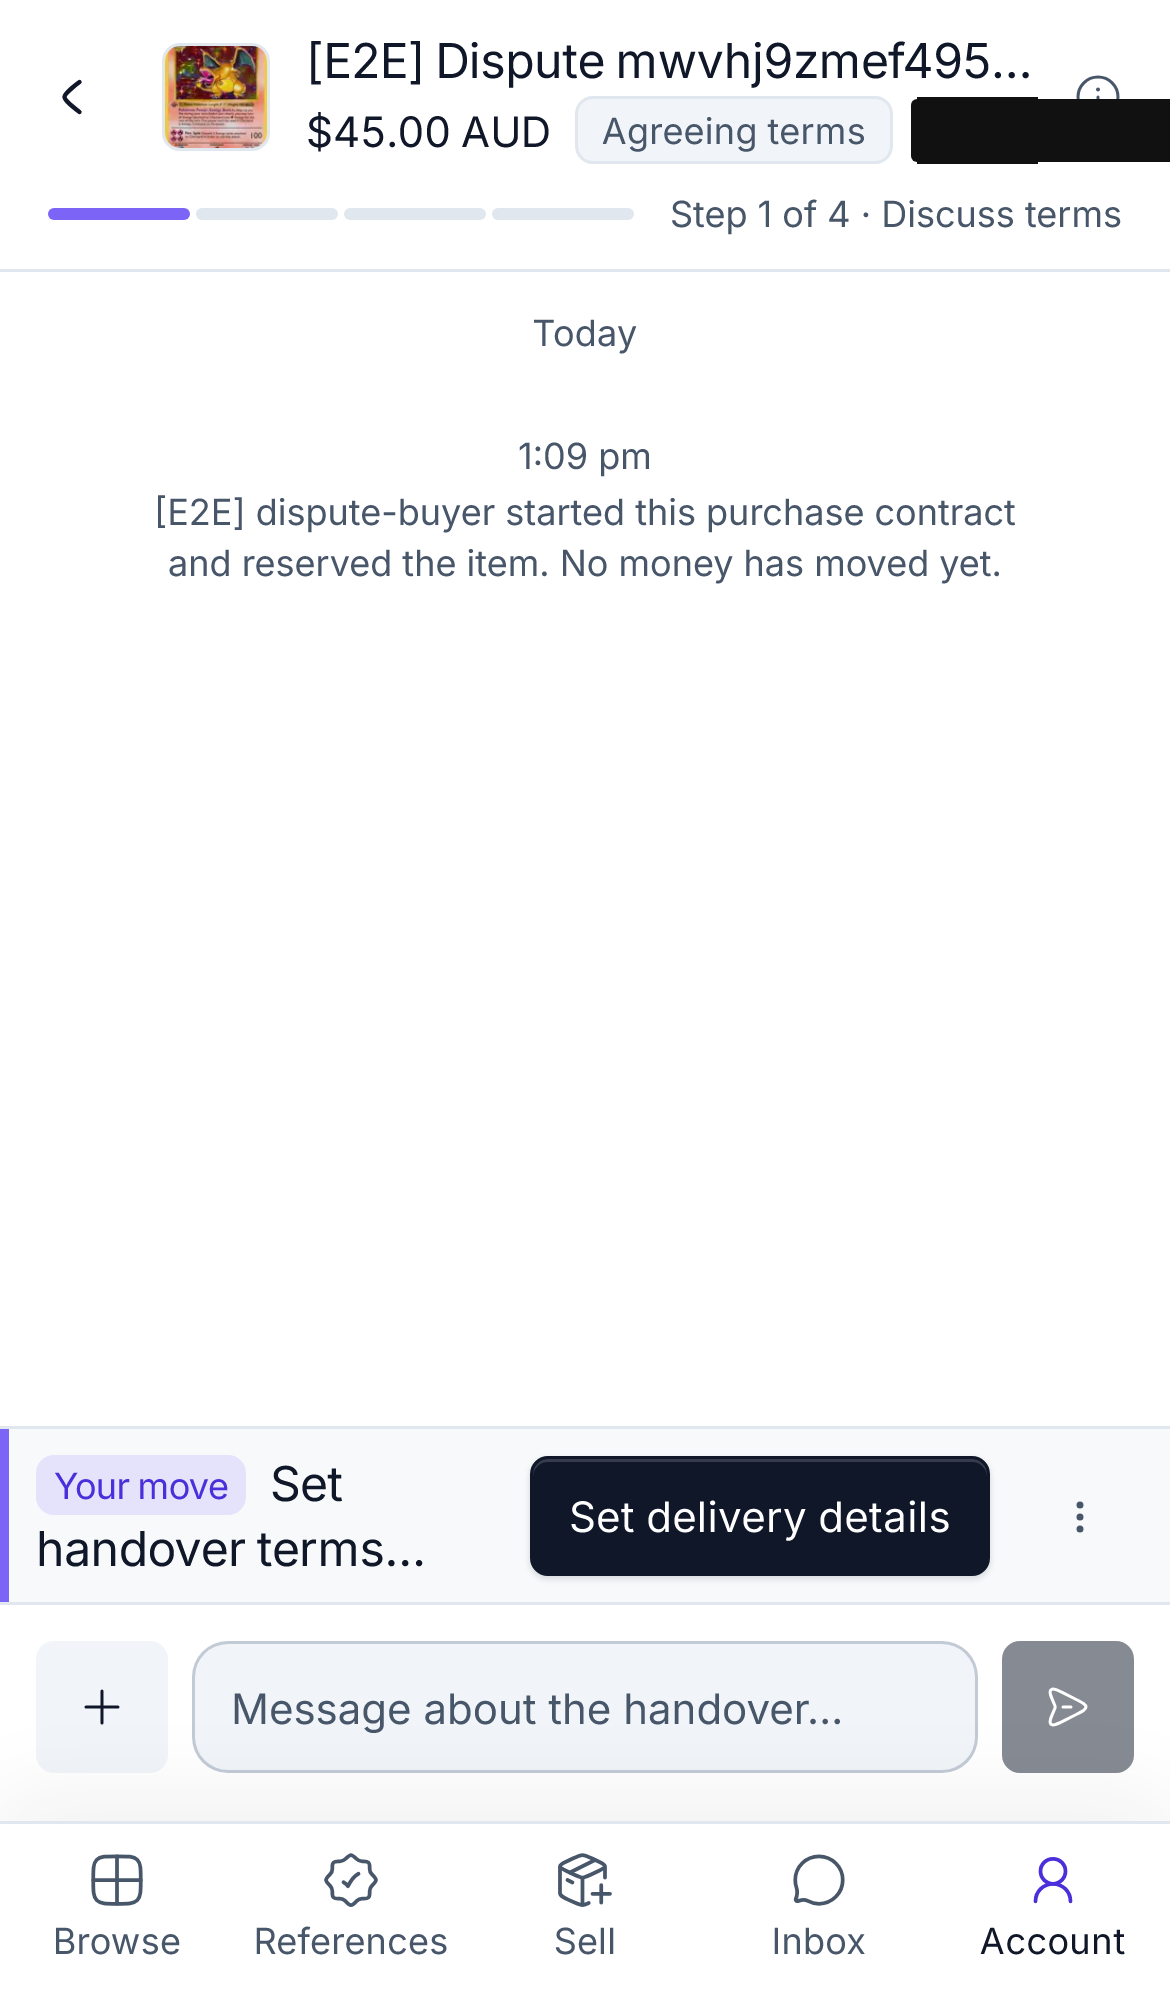 [E2E] Dispute mwvhj9zmef495...
$45.00 AUD Agreeing terms
Step 1 of 4 · Discuss terms
Today
1:09 pm
[E2E] dispute-buyer started this purchase contract
and reserved the item. No money has moved yet.
Your move Set
handover terms...
Set delivery details
Message about the handover...
Browse References Sell Inbox Account